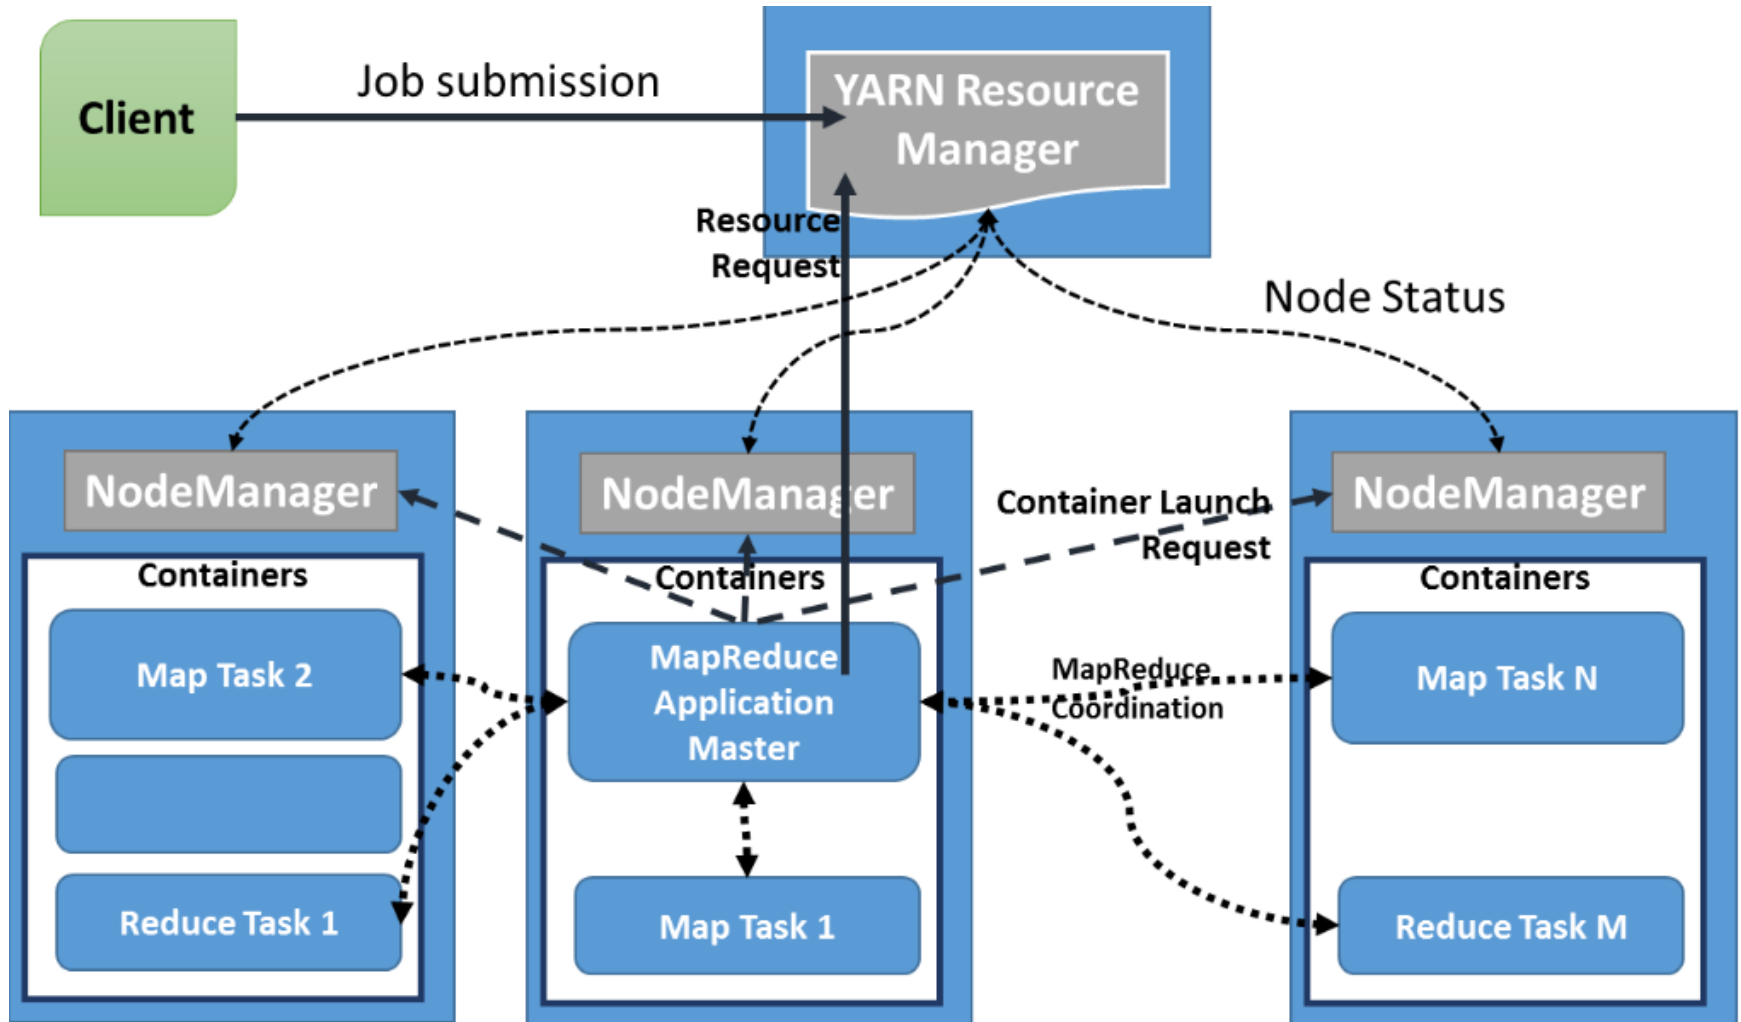 Client
Job submission
YARN Resource
Manager
Resource
Request
Node Status
NodeManager
Containers
Map Task 2
Reduce Task 1
NodeManager
Containers
MapReduce
Application
Master
Map Task 1
Container Launch
Request
MapReduce
Coordination
NodeManager
Containers
Map Task N
Reduce Task M